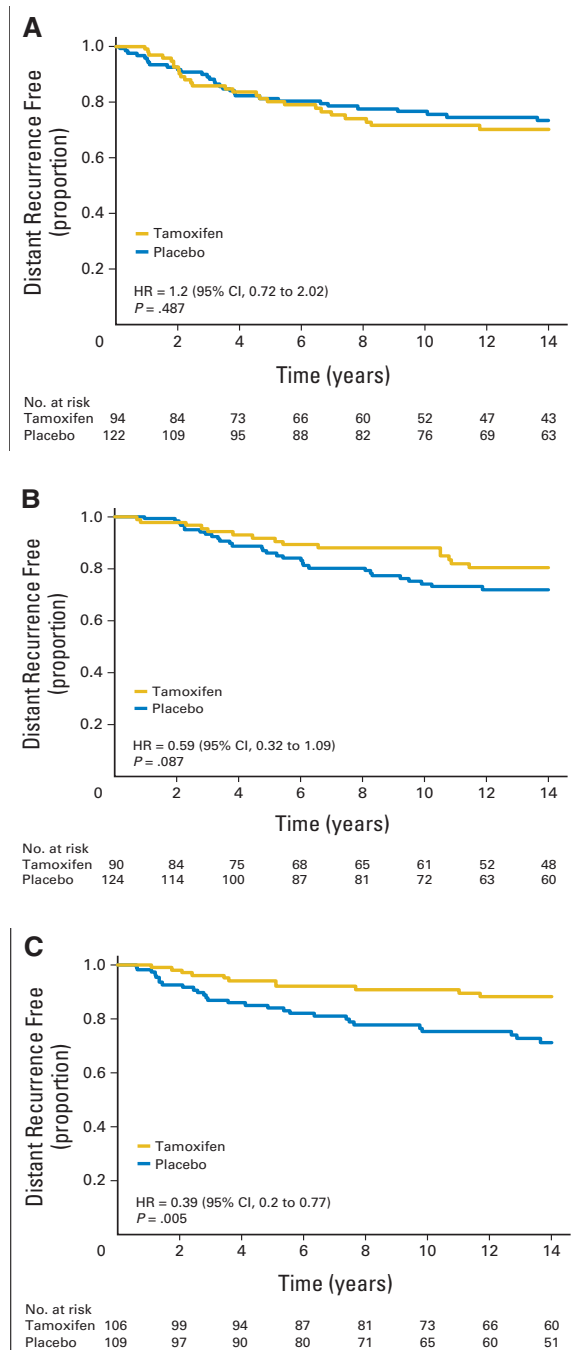 A
Distant Recurrence Free
(proportion)
1.0
0.8
0.6
0.4
0.2
Tamoxifen
Placebo
HR = 1.2 (95% CI, 0.72 to 2.02)
P = .487
0 2 4 6 8 10 12 14
Time (years)
No. at risk
Tamoxifen 94 84 73 66 60 52 47 43
Placebo 122 109 95 88 82 76 69 63
B
Distant Recurrence Free
(proportion)
1.0
0.8
0.6
0.4
0.2
Tamoxifen
Placebo
HR = 0.59 (95% CI, 0.32 to 1.09)
P = .087
0 2 4 6 8 10 12 14
Time (years)
No. at risk
Tamoxifen 90 84 75 68 65 61 52 48
Placebo 124 114 100 87 81 72 63 60
C
Distant Recurrence Free
(proportion)
1.0
0.8
0.6
0.4
0.2
Tamoxifen
Placebo
HR = 0.39 (95% CI, 0.2 to 0.77)
P = .005
0 2 4 6 8 10 12 14
Time (years)
No. at risk
Tamoxifen 106 99 94 87 81 73 66 60
Placebo 109 97 90 80 71 65 60 51